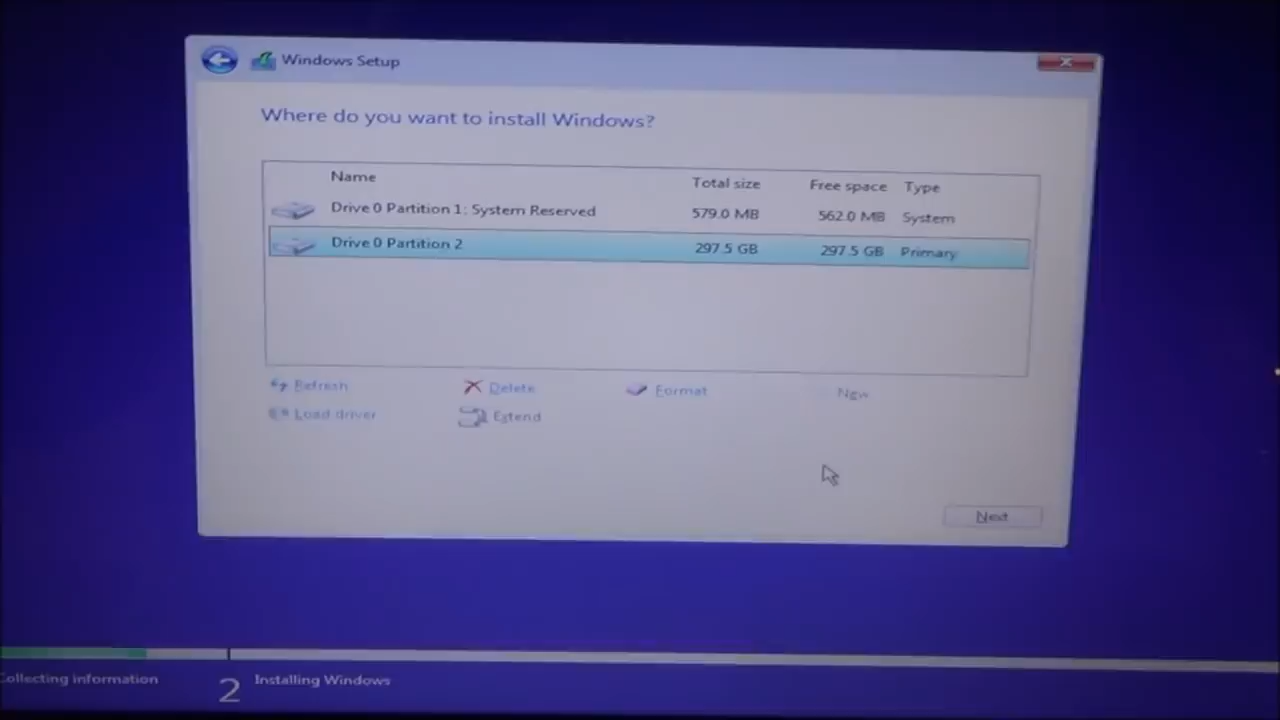 Windows Setup
Where do you want to install Windows?
Name Total size Free space Type
Drive 0 Partition 1: System Reserved 579.0 MB 562.0 MB System
Drive 0 Partition 2 297.5 GB 297.5 GB Primary
Refresh Delete Format New
Load driver Extend
Next
Collecting information 2 Installing Windows